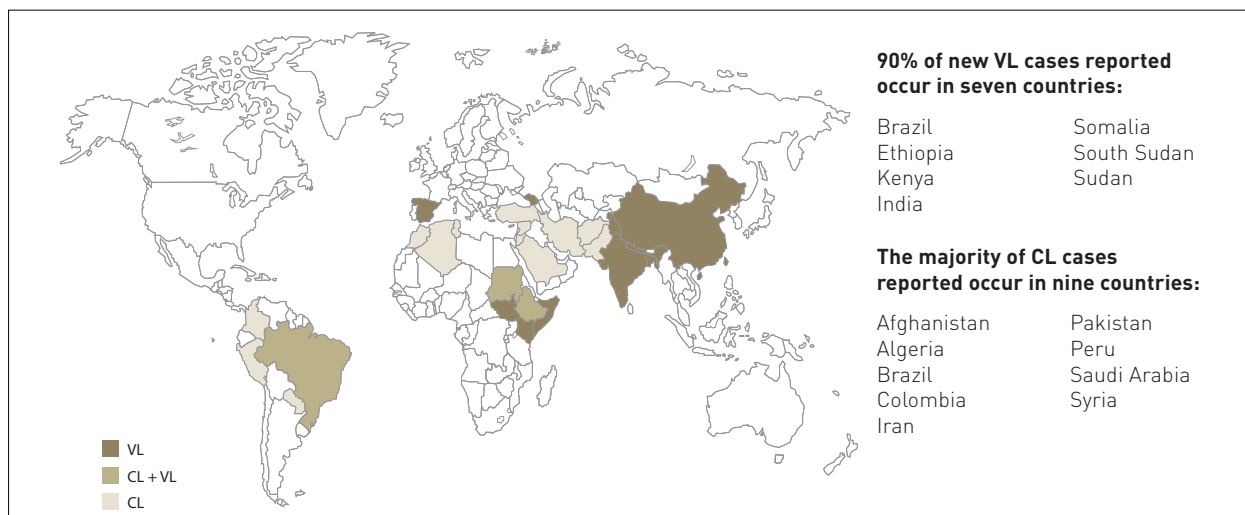 90% of new VL cases reported
occur in seven countries:
Brazil
Ethiopia
Kenya
India
Somalia
South Sudan
Sudan
The majority of CL cases
reported occur in nine countries:
Afghanistan
Algeria
Brazil
Colombia
Iran
Pakistan
Peru
Saudi Arabia
Syria
VL
CL + VL
CL